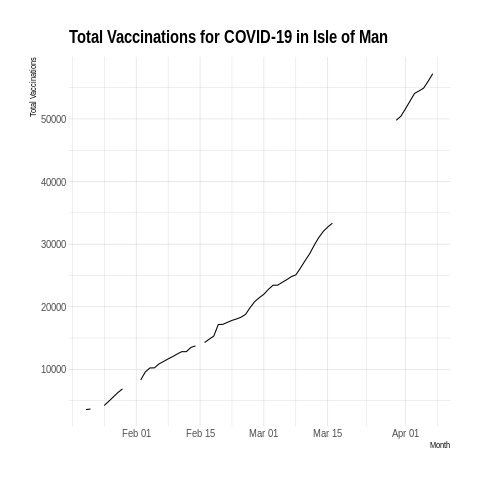 Total Vaccinations for COVID-19 in Isle of Man
Total Vaccinations
50000
40000
30000
20000
10000
Feb 01 Feb 15 Mar 01 Mar 15 Apr 01
Month